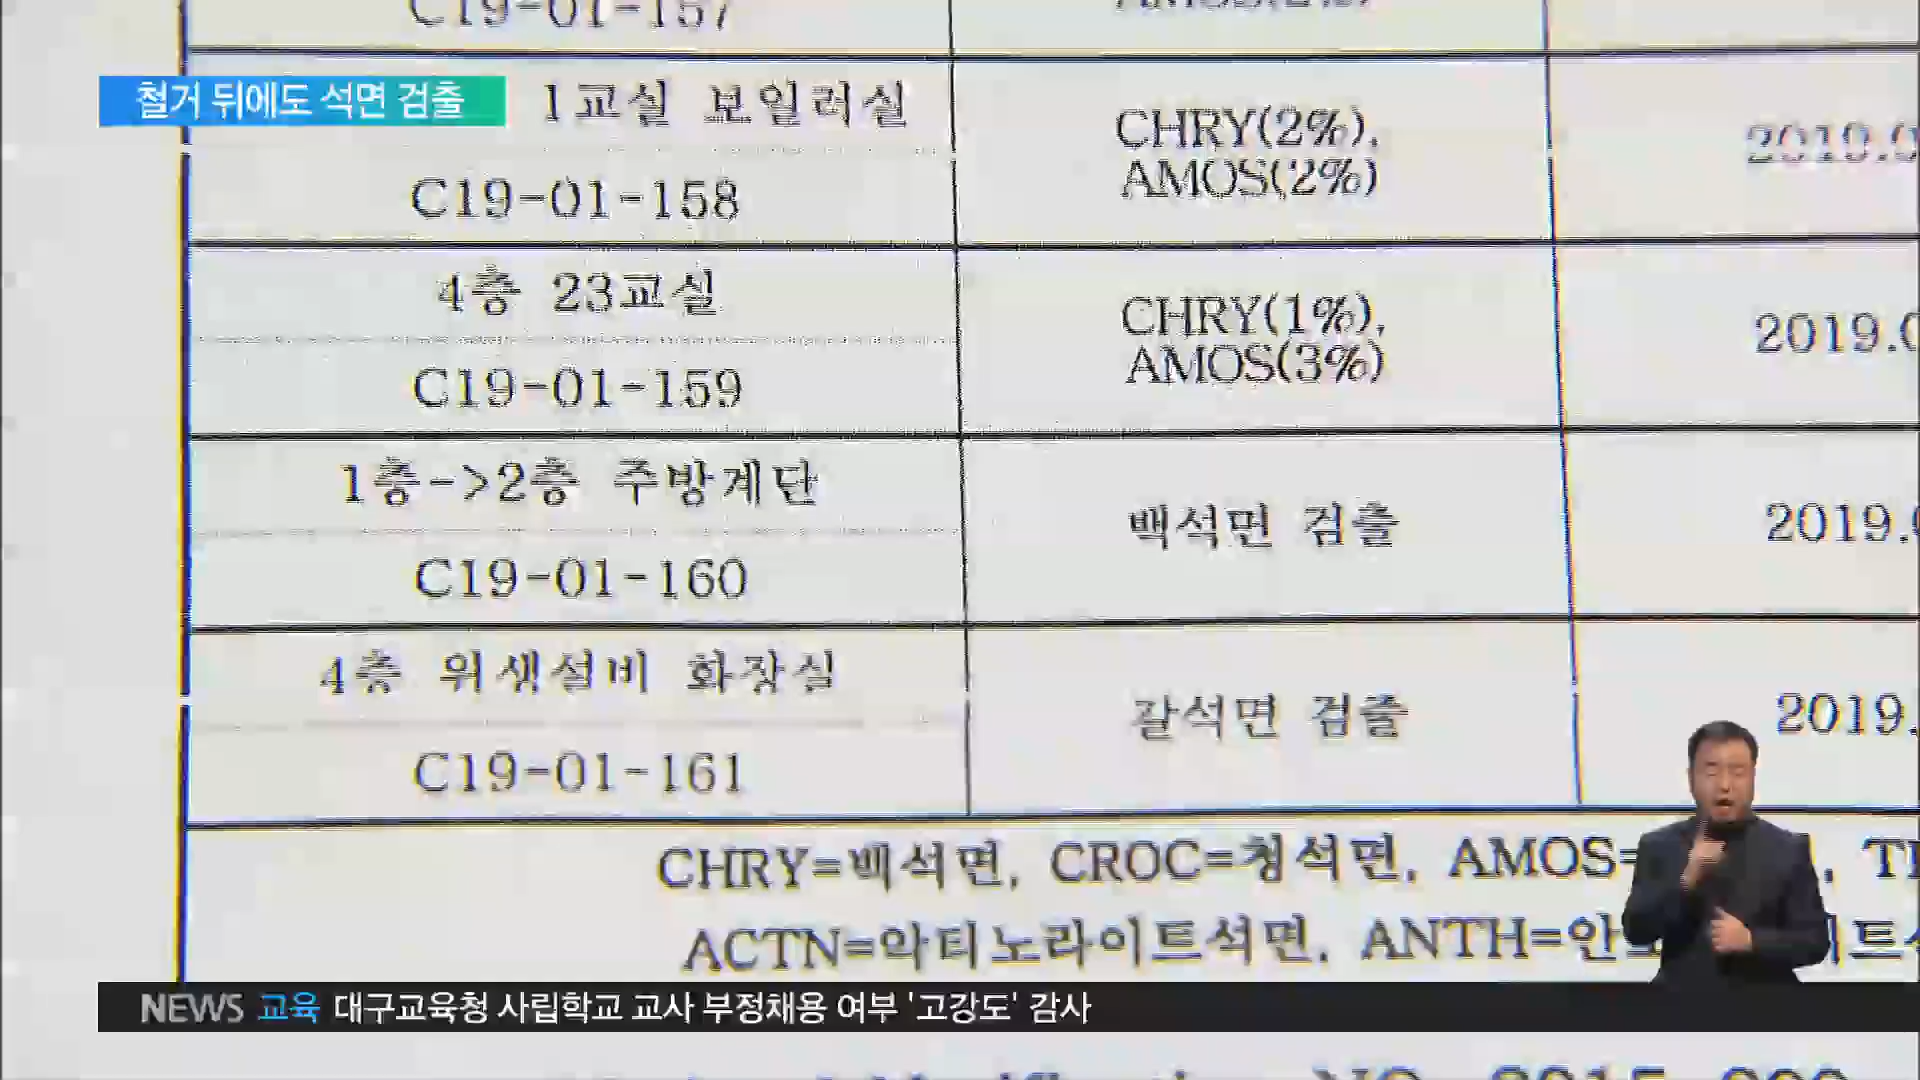 C19-01-157
철거 뒤에도 석면 검출
1교실 보일러실
CHRY(2%),
AMOS(2%)
2019.0
C19-01-158
4층 23교실
CHRY(1%),
AMOS(3%)
2019.0
C19-01-159
1층->2층 주방계단
백석면 검출
2019.0
C19-01-160
4층 위생설비 화장실
갈석면 검출
2019.
C19-01-161
CHRY=백석면, CROC=청석면, AMOS=
ACTN=악티노라이트석면, ANTH=안
NEWS 교육 대구교육청 사립학교 교사 부정채용 여부 '고강도' 감사